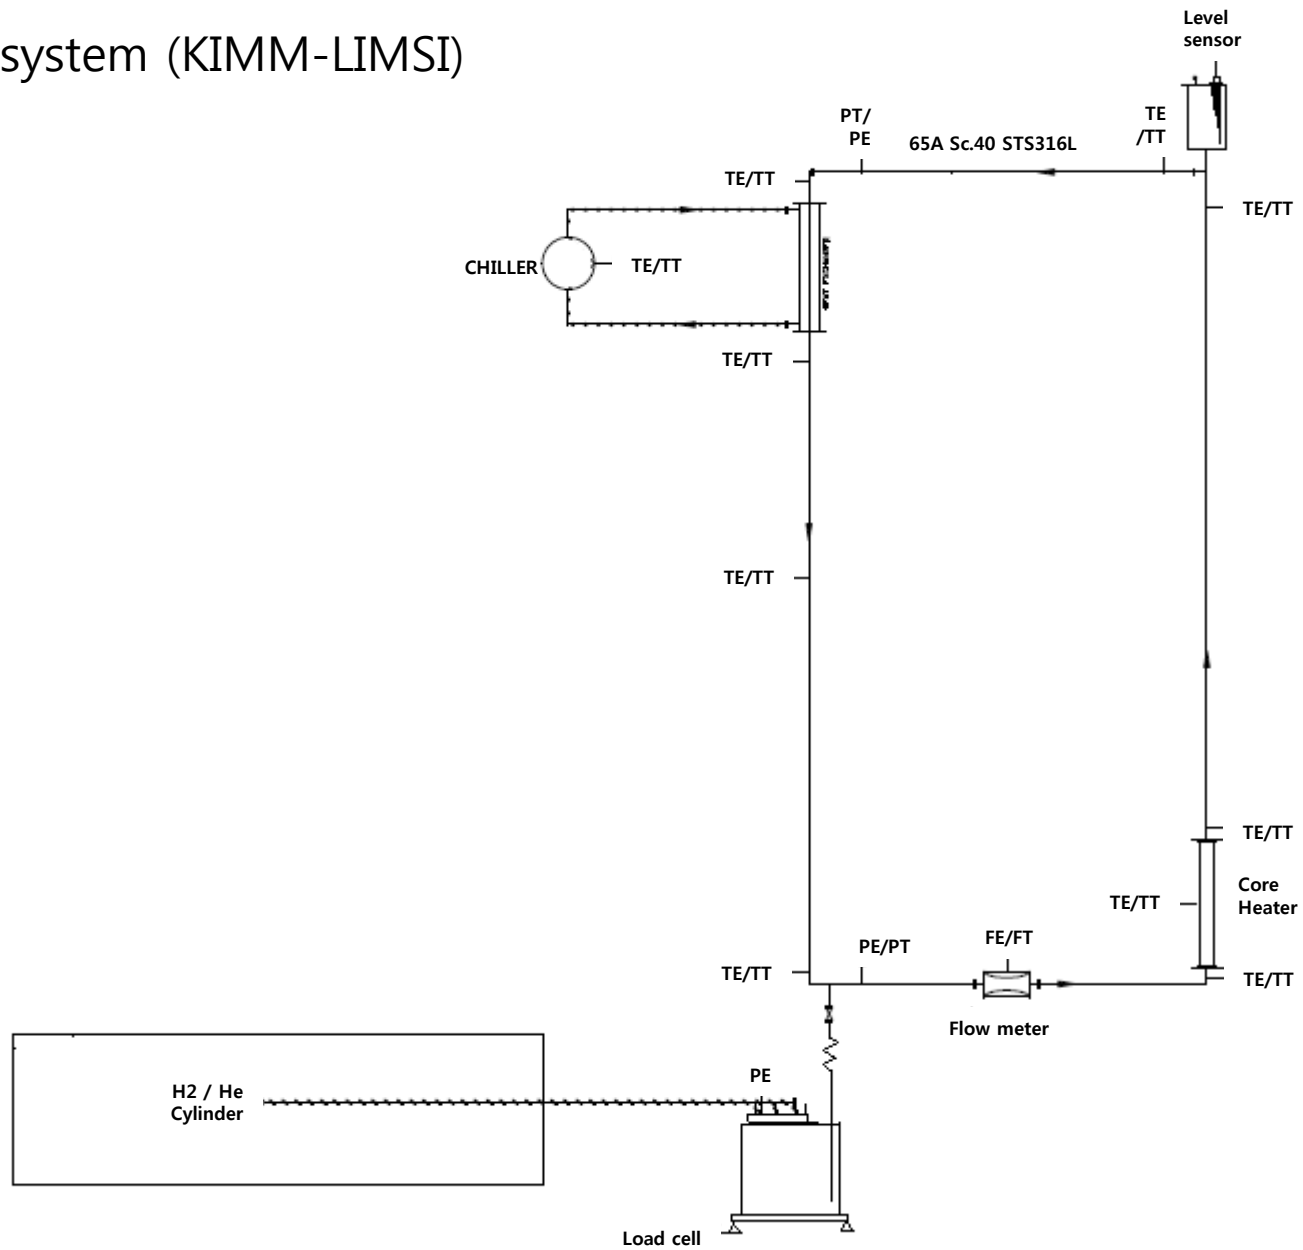 system (KIMM-LIMSI)
Level
sensor
PT/
PE
65A Sc.40 STS316L
TE
/TT
TE/TT
TE/TT
CHILLER
TE/TT
TE/TT
TE/TT
TE/TT
TE/TT
Core
Heater
FE/FT
PE/PT
TE/TT
TE/TT
Flow meter
PE
H2 / He
Cylinder
Load cell